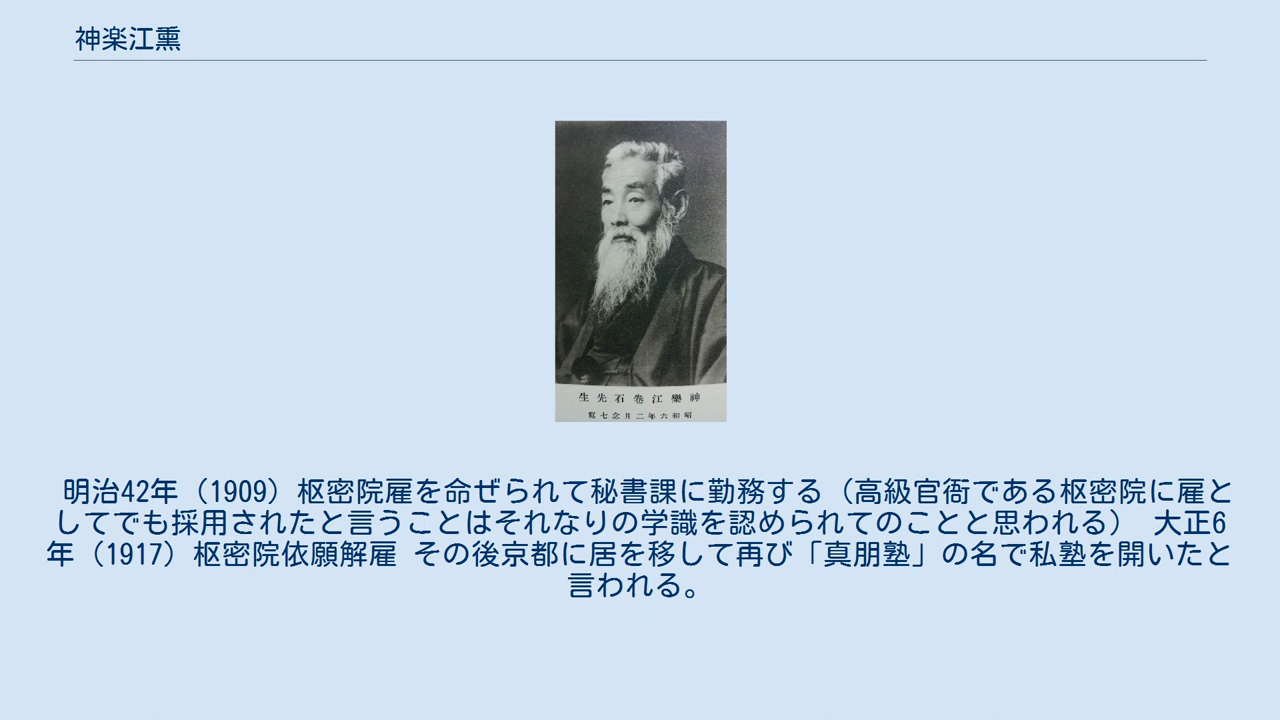 神楽江熏
生先石巻江樂神
寫七念月二年六和昭
明治42年（1909）枢密院雇を命ぜられて秘書課に勤務する（高級官衙である枢密院に雇と
してでも採用されたと言うことはそれなりの学識を認められてのことと思われる）　大正6
年（1917）枢密院依願解雇 その後京都に居を移して再び「真朋塾」の名で私塾を開いたと
言われる。